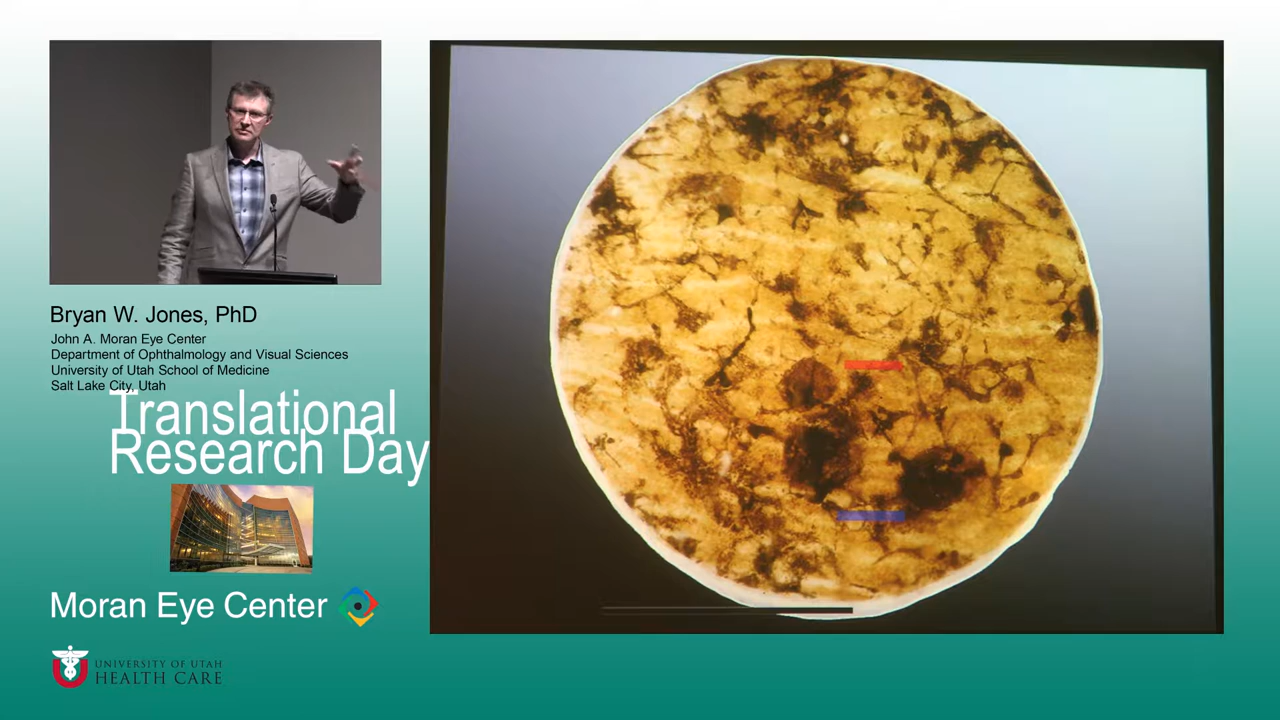 Bryan W. Jones, PhD
John A. Moran Eye Center
Department of Ophthalmology and Visual Sciences
University of Utah School of Medicine
Salt Lake City, Utah
Translational
Research Day
Moran Eye Center
UNIVERSITY OF UTAH
HEALTH CARE